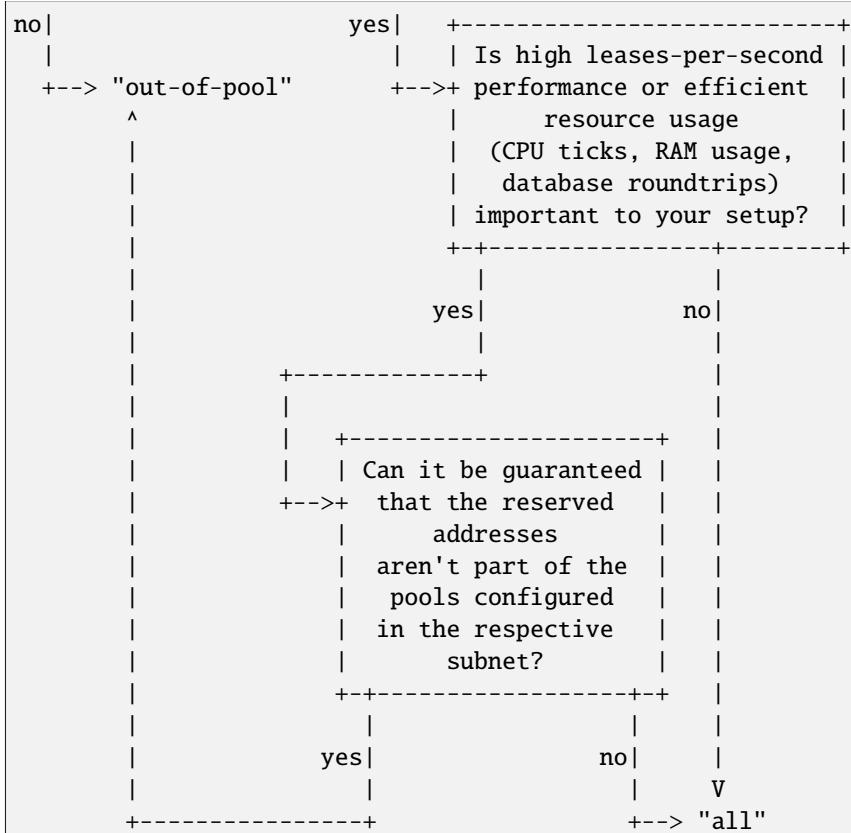 no| yes| +---------------------------+
| | | Is high leases-per-second |
+--> "out-of-pool" +-->+ performance or efficient |
^ | resource usage |
| | (CPU ticks, RAM usage, |
| | database roundtrips) |
| | important to your setup? |
| +-+----------------+--------+
| | |
| yes| no|
| | |
| +-------------+ |
| | |
| | +----------------------+ |
| | | Can it be guaranteed | |
| +-->+ that the reserved | |
| | addresses | |
| | aren't part of the | |
| | pools configured | |
| | in the respective | |
| | subnet? | |
| +-+------------------+-+ |
| | | |
| yes| no| |
| | | V
+----------------+ +--> "all"